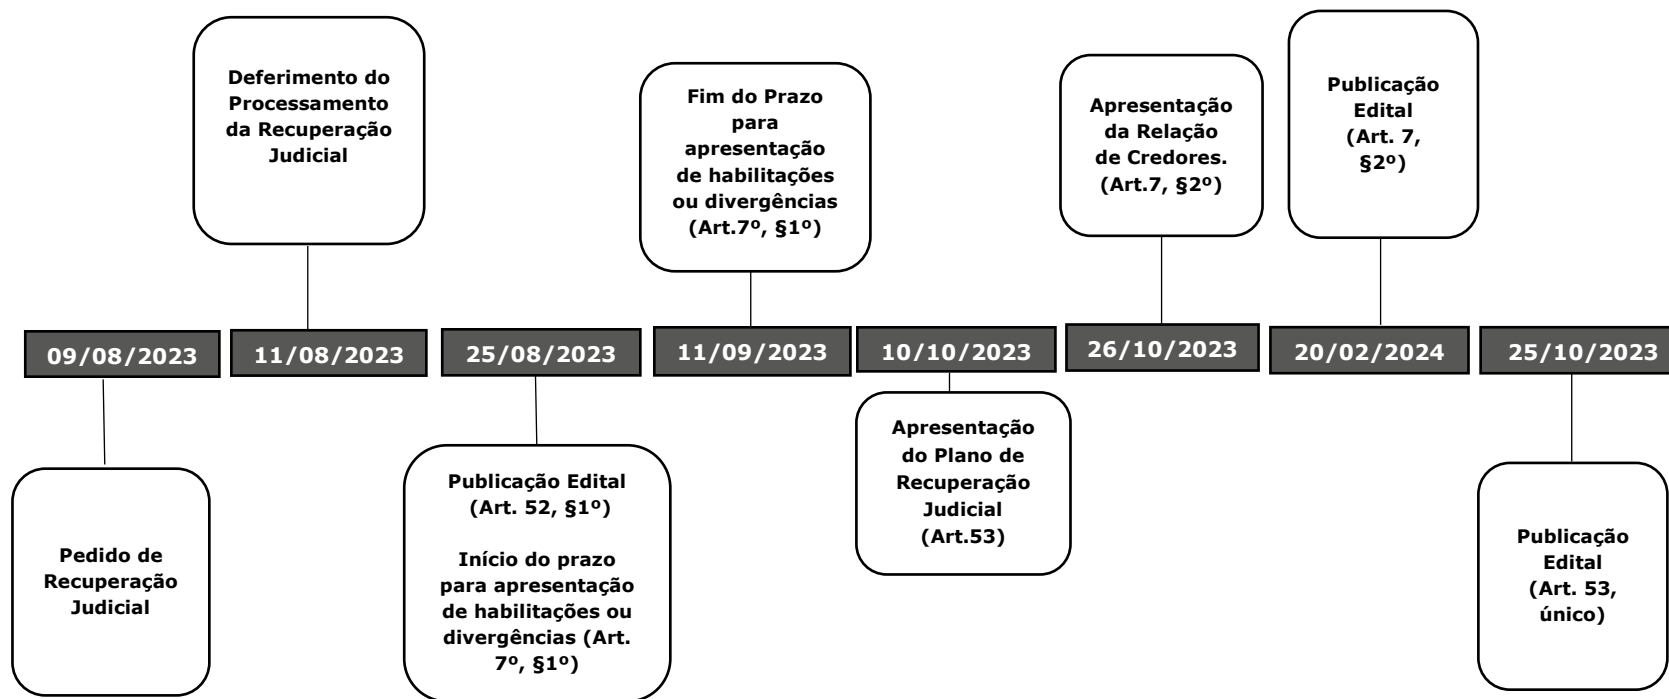 Deferimento do
Processamento
da Recuperação
Judicial
Fim do Prazo
para
apresentação
de habilitações
ou divergências
(Art.7º, §1º)
Apresentação
da Relação
de Credores.
(Art.7, §2º)
Publicação
Edital
(Art. 7,
§2º)
09/08/2023
11/08/2023
25/08/2023
11/09/2023
10/10/2023
26/10/2023
20/02/2024
25/10/2023
Pedido de
Recuperação
Judicial
Publicação Edital
(Art. 52, §1º)
Início do prazo
para apresentação
de habilitações ou
divergências (Art.
7º, §1º)
Apresentação
do Plano de
Recuperação
Judicial
(Art.53)
Publicação
Edital
(Art. 53,
único)